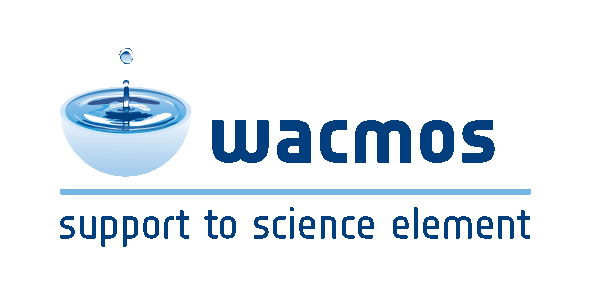 wacmos
support to science element